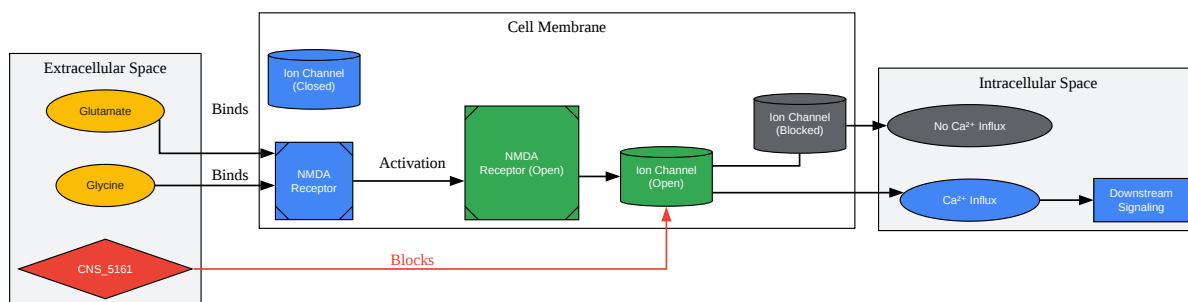 Cell Membrane
Extracellular Space
Glutamate
Glycine
CNS_5161
Binds
Binds
Ion Channel
(Closed)
NMDA
Receptor
Activation
NMDA
Receptor (Open)
Ion Channel
(Open)
Ion Channel
(Blocked)
Blocks
Intracellular Space
No Ca²⁺ Influx
Ca²⁺ Influx
Downstream
Signaling